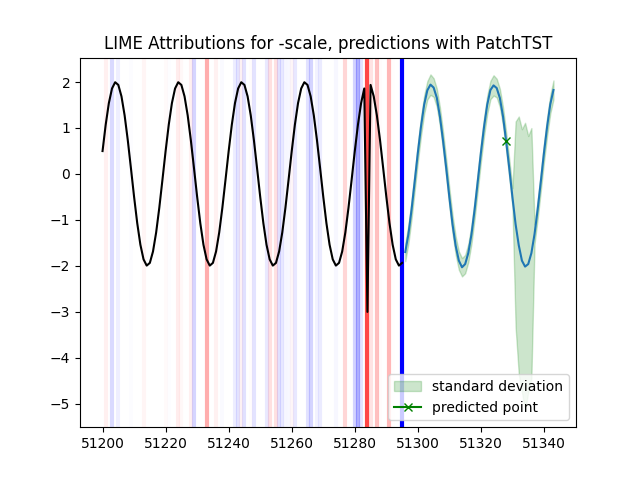 LIME Attributions for -scale, predictions with PatchTST
2
1
0
−1
−2
−3
−4
−5
standard deviation
predicted point
51200 51220 51240 51260 51280 51300 51320 51340